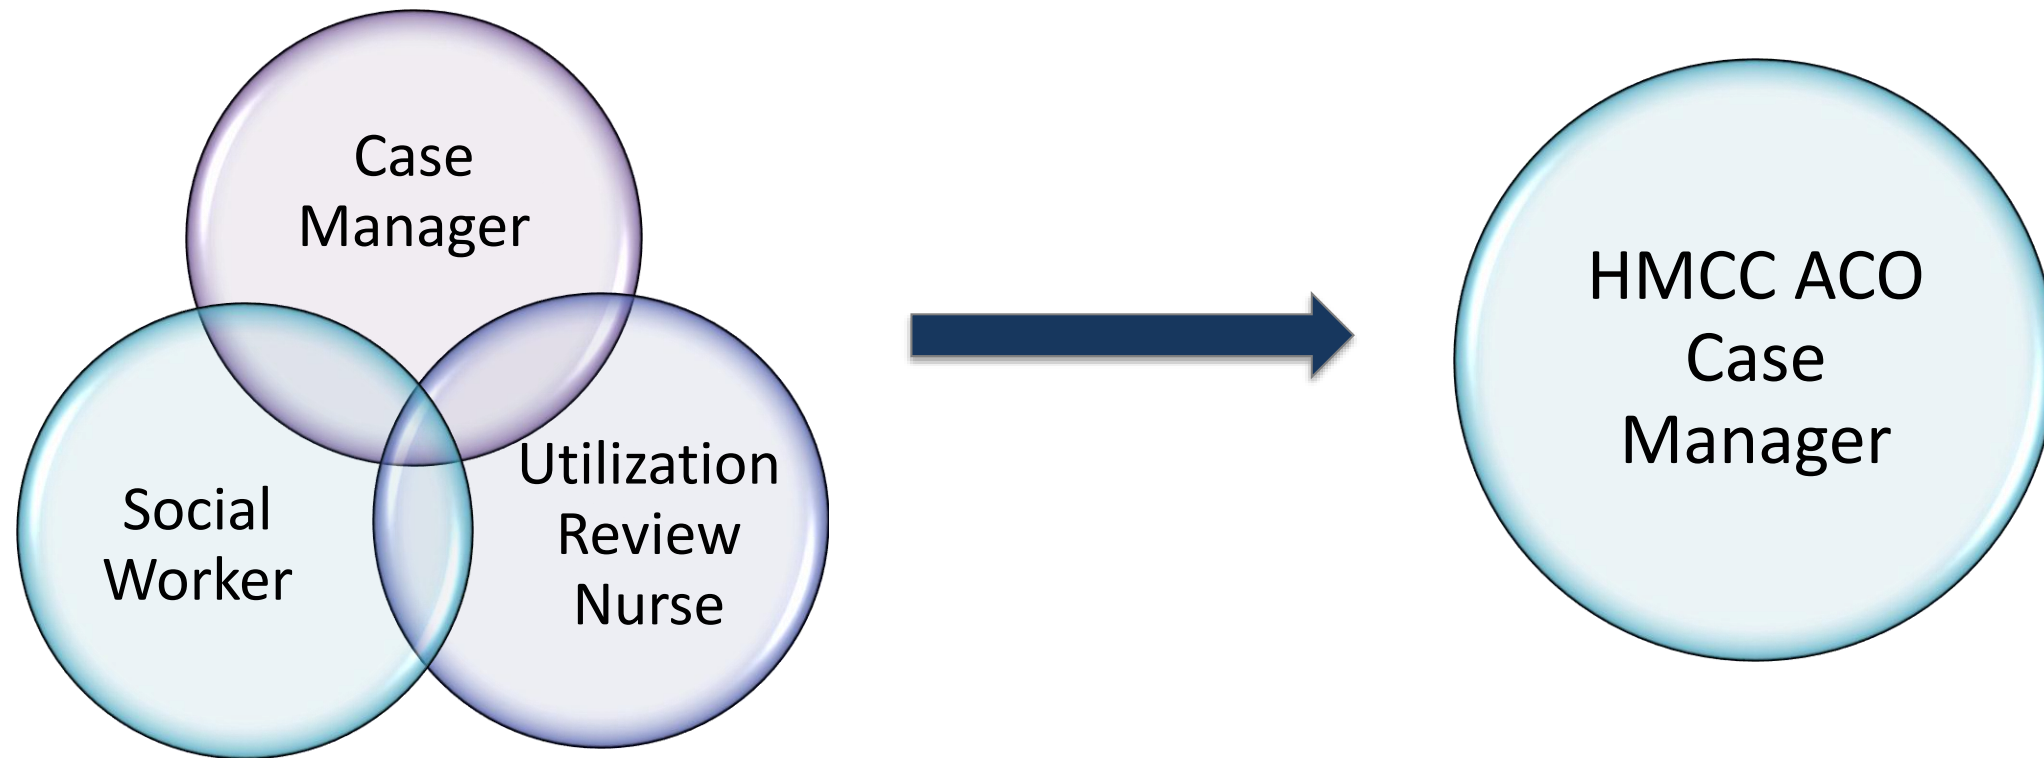 Case
Manager
Social
Worker
Utilization
Review
Nurse
HMCC ACO
Case
Manager